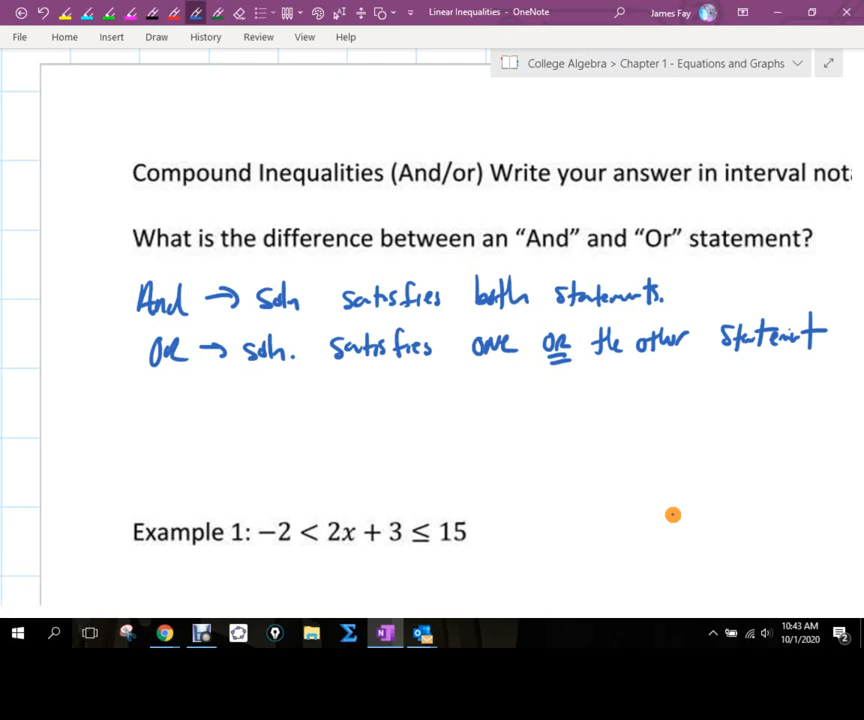 Linear Inequalities - OneNote
James Fay
File Home Insert Draw History Review View Help
College Algebra > Chapter 1 - Equations and Graphs
Compound Inequalities (And/or) Write your answer in interval nota
What is the difference between an “And” and “Or” statement?
And → soln satisfies both statements.
OR → soln. satisfies one OR the other statement
Example 1: −2 < 2x + 3 ≤ 15
10:43 AM
10/1/2020
2